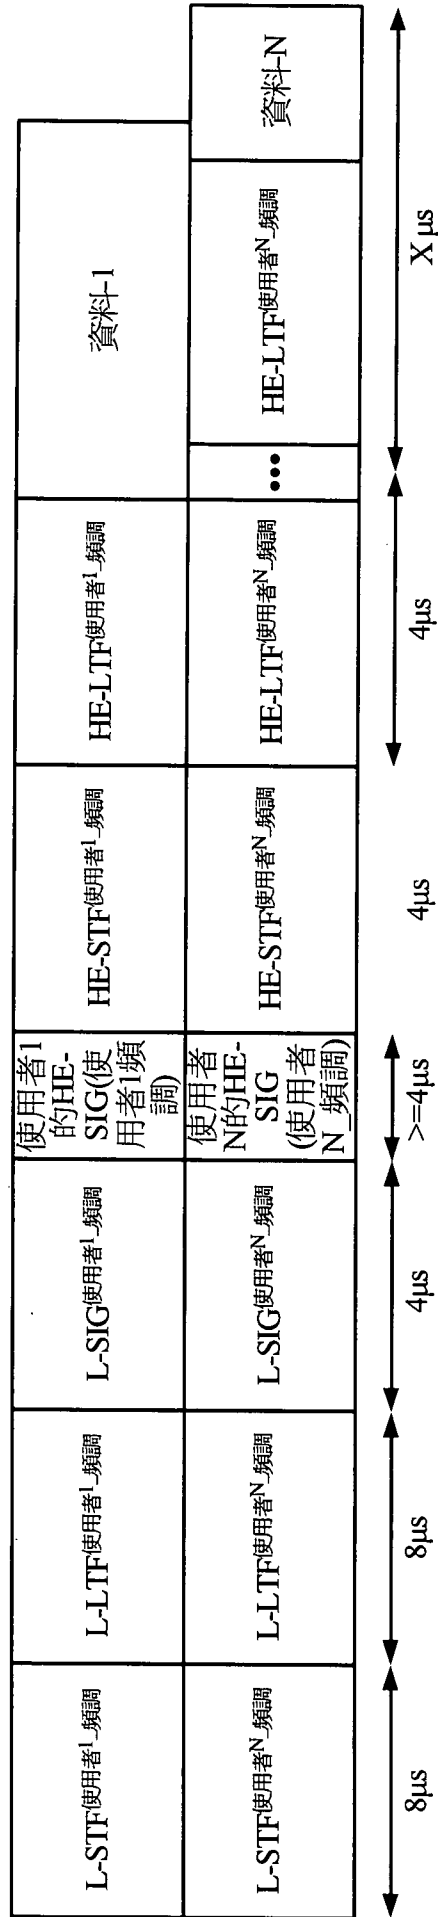 L-STF使用者1_頻調
L-LTF使用者1_頻調
L-SIG使用者1_頻調
使用者1
的HE-
SIG(使
用者1頻
調)
HE-STF使用者1_頻調
HE-LTF使用者1_頻調
資料-1
L-STF使用者N_頻調
L-LTF使用者N_頻調
L-SIG使用者N_頻調
使用者
N的HE-
SIG
(使用者
N_頻調)
HE-STF使用者N_頻調
HE-LTF使用者N_頻調
•••
HE-LTF使用者N_頻調
資料-N
8μs
8μs
4μs
>=4μs
4μs
4μs
X μs